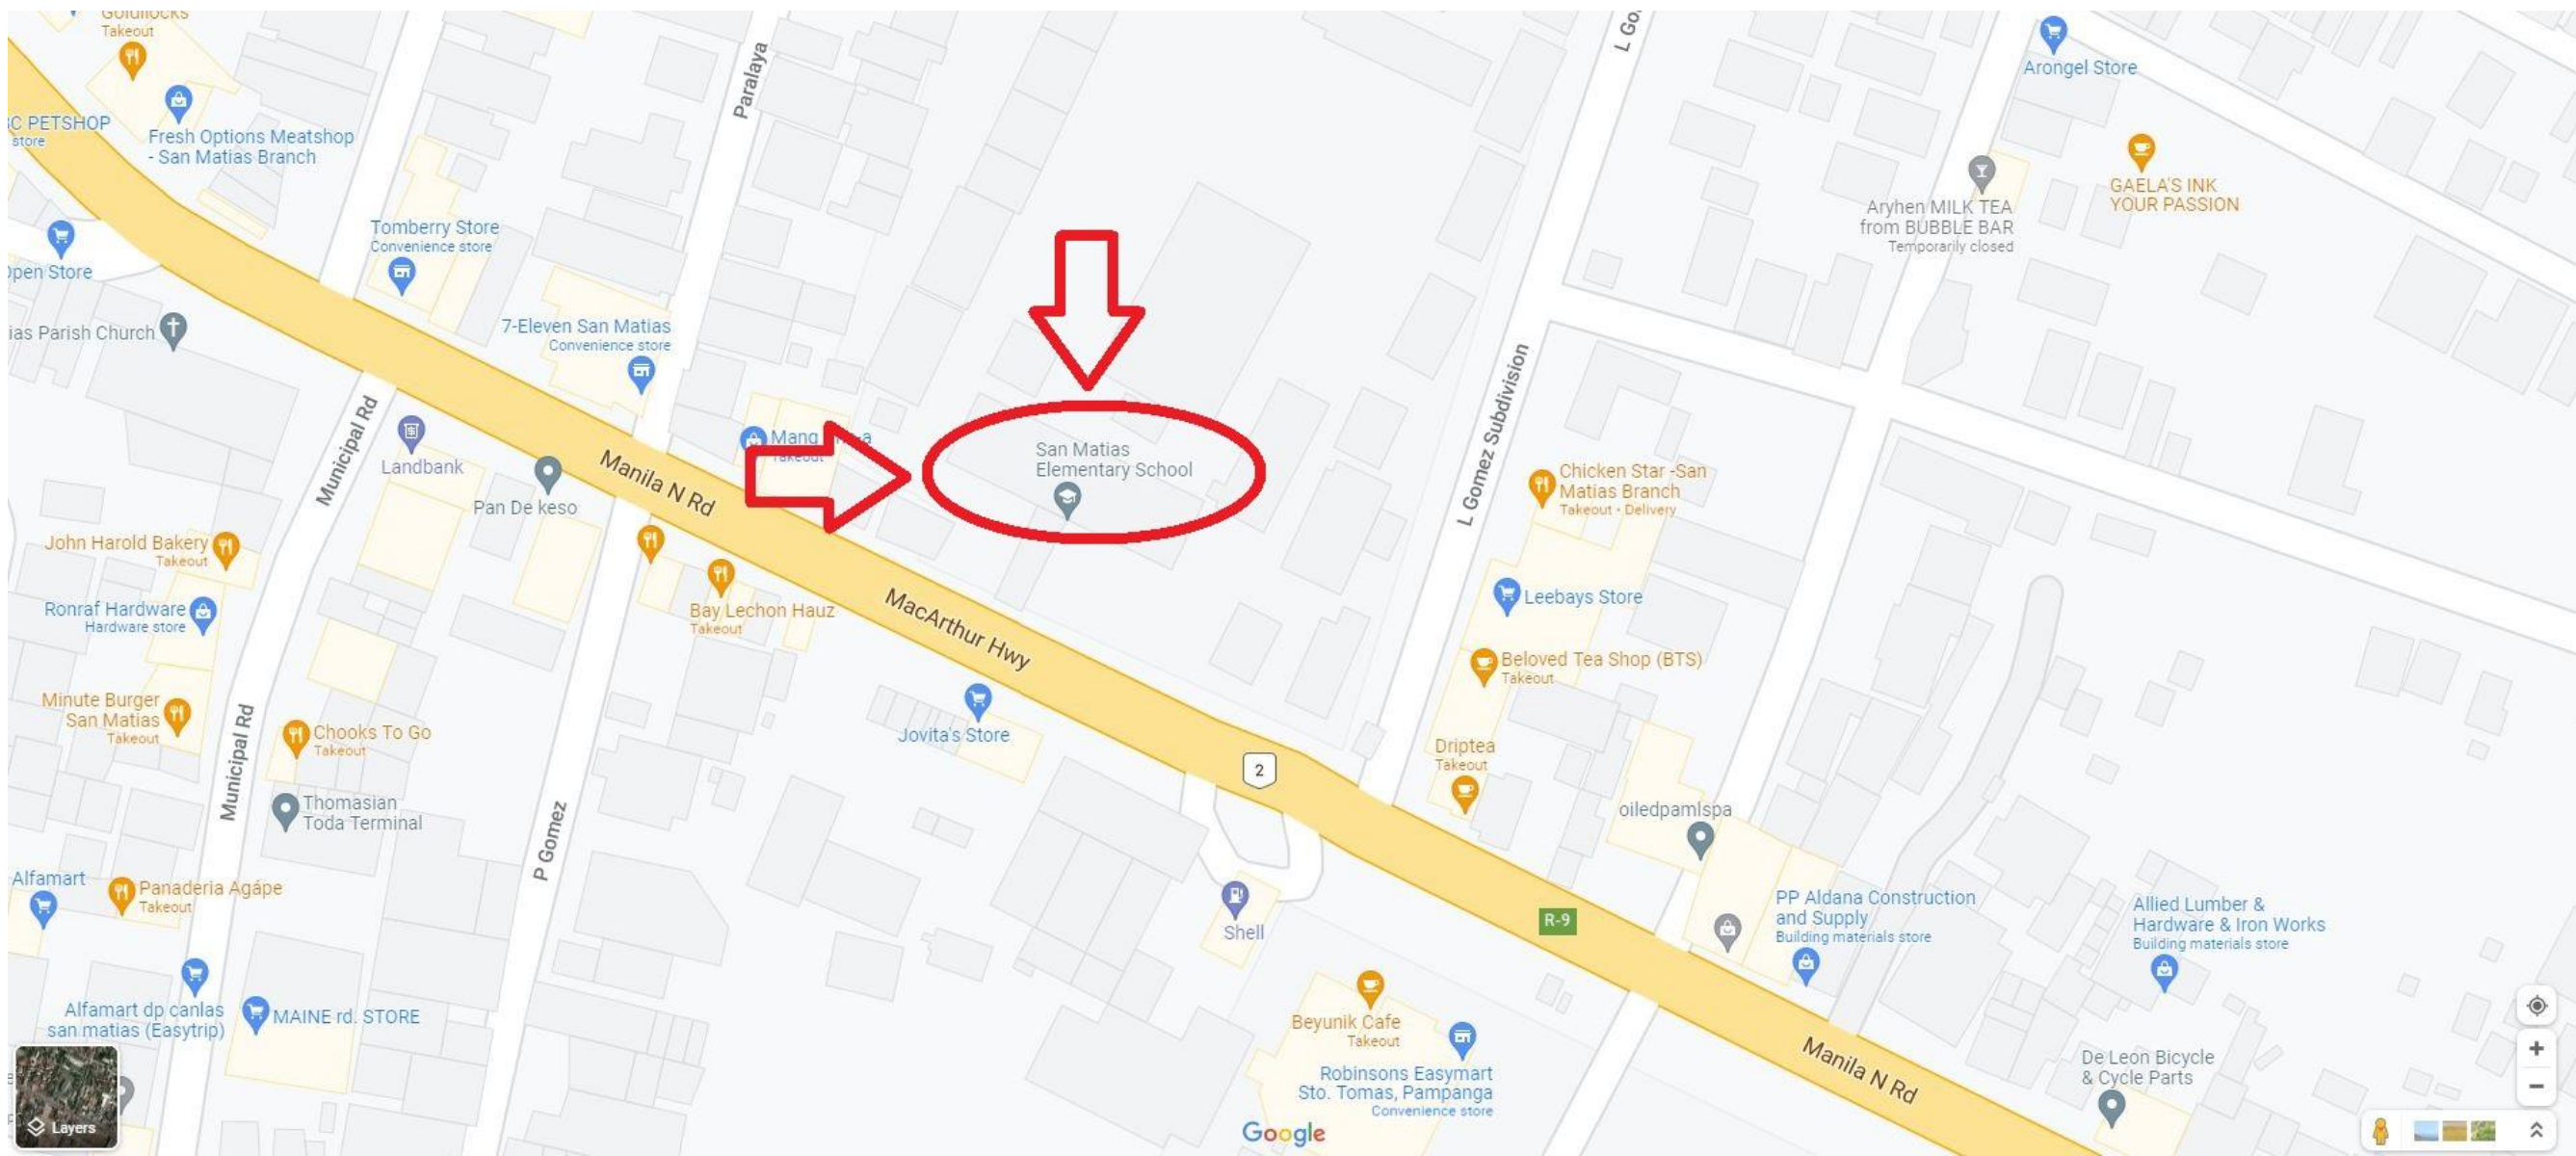 Takeout
Fresh Options Meatshop
- San Matias Branch
PETSHOP
store
Paralaya
Arongel Store
GAELA'S INK
YOUR PASSION
Aryhen MILK TEA
from BUBBLE BAR
Temporarily closed
Tomberry Store
Convenience store
Open Store
Parish Church
7-Eleven San Matias
Convenience store
Municipal Rd
Landbank
Pan De keso
Manila N Rd
Mang
Takeout
San Matias
Elementary School
L Gomez Subdivision
Chicken Star -San
Matias Branch
Takeout • Delivery
John Harold Bakery
Takeout
Ronraf Hardware
Hardware store
Bay Lechon Hauz
Takeout
MacArthur Hwy
Leebays Store
Beloved Tea Shop (BTS)
Takeout
Minute Burger
San Matias
Takeout
Municipal Rd
Chooks To Go
Takeout
Jovita's Store
Driptea
Takeout
2
Thomasian
Toda Terminal
P Gomez
oiledpamlspa
Alfamart
Panaderia Agápe
Takeout
Shell
R-9
PP Aldana Construction
and Supply
Building materials store
Allied Lumber &
Hardware & Iron Works
Building materials store
Alfamart dp canlas
san matias (Easytrip)
MAINE rd. STORE
Beyunik Cafe
Takeout
Robinsons Easymart
Sto. Tomas, Pampanga
Convenience store
Manila N Rd
De Leon Bicycle
& Cycle Parts
Layers
Google